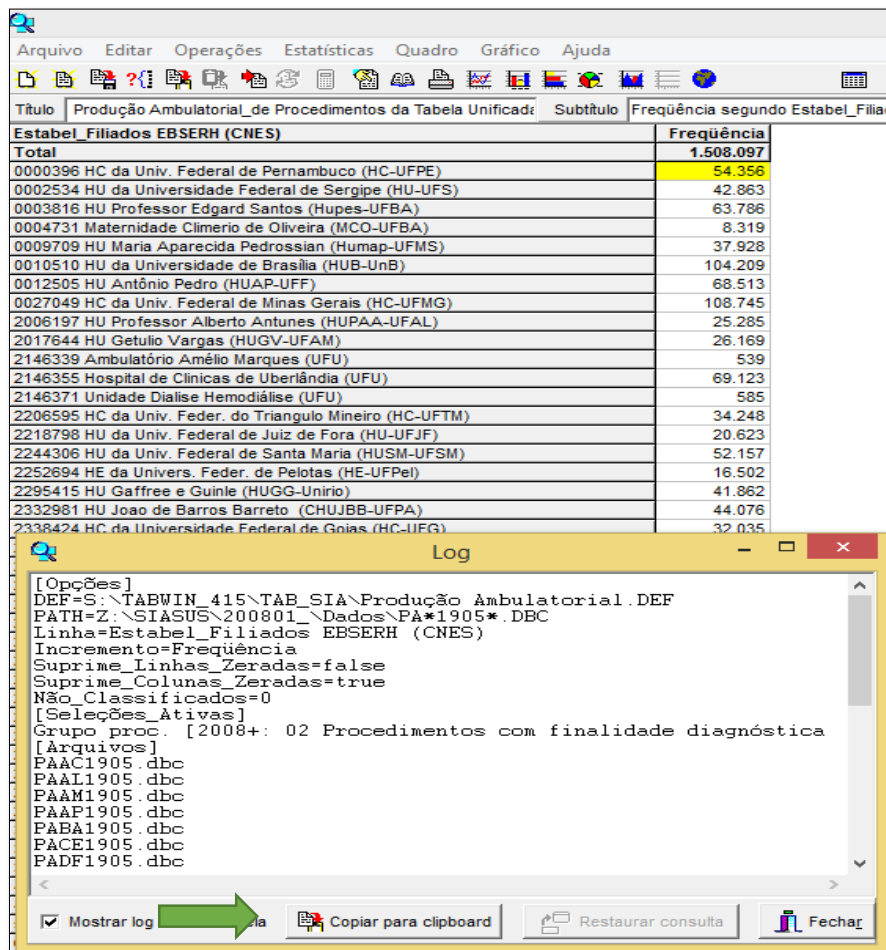 Arquivo Editar Operações Estatísticas Quadro Gráfico Ajuda
Título Produção Ambulatorial_de Procedimentos da Tabela Unificada Subtítulo Freqüência segundo Estabel_Filia
Estabel_Filiados EBSERH (CNES) Freqüência
Total 1.508.097
0000396 HC da Univ. Federal de Pernambuco (HC-UFPE) 54.356
0002534 HU da Universidade Federal de Sergipe (HU-UFS) 42.863
0003816 HU Professor Edgard Santos (Hupes-UFBA) 63.786
0004731 Maternidade Climerio de Oliveira (MCO-UFBA) 8.319
0009709 HU Maria Aparecida Pedrossian (Humap-UFMS) 37.928
0010510 HU da Universidade de Brasília (HUB-UnB) 104.209
0012505 HU Antônio Pedro (HUAP-UFF) 68.513
0027049 HC da Univ. Federal de Minas Gerais (HC-UFMG) 108.745
2006197 HU Professor Alberto Antunes (HUPAA-UFAL) 25.285
2017644 HU Getulio Vargas (HUGV-UFAM) 26.169
2146339 Ambulatório Amélio Marques (UFU) 539
2146355 Hospital de Clinicas de Uberlândia (UFU) 69.123
2146371 Unidade Dialise Hemodiálise (UFU) 585
2206595 HC da Univ. Feder. do Triangulo Mineiro (HC-UFTM) 34.248
2218798 HU da Univ. Federal de Juiz de Fora (HU-UFJF) 20.623
2244306 HU da Univ. Federal de Santa Maria (HUSM-UFSM) 52.157
2252694 HE da Univers. Feder. de Pelotas (HE-UFPel) 16.502
2295415 HU Gaffree e Guinle (HUGG-Unirio) 41.862
2332981 HU Joao de Barros Barreto (CHUJBB-UFPA) 44.076
2338424 HC da Universidade Federal de Goias (HC-UFG) 32.035
Log
[Opções]
DEF=S:\TABWIN_415\TAB_SIA\Produção Ambulatorial.DEF
PATH=Z:\SIASUS\200801_\Dados\PA*1905*.DBC
Linha=Estabel_Filiados EBSERH (CNES)
Incremento=Freqüência
Suprime_Linhas_Zeradas=false
Suprime_Colunas_Zeradas=true
Não_Classificados=0
[Seleções_Ativas]
Grupo proc. [2008+: 02 Procedimentos com finalidade diagnóstica
[Arquivos]
PAAC1905.dbc
PAAL1905.dbc
PAAM1905.dbc
PAAP1905.dbc
PABA1905.dbc
PACE1905.dbc
PADF1905.dbc
Mostrar log Copiar para clipboard Restaurar consulta Fechar